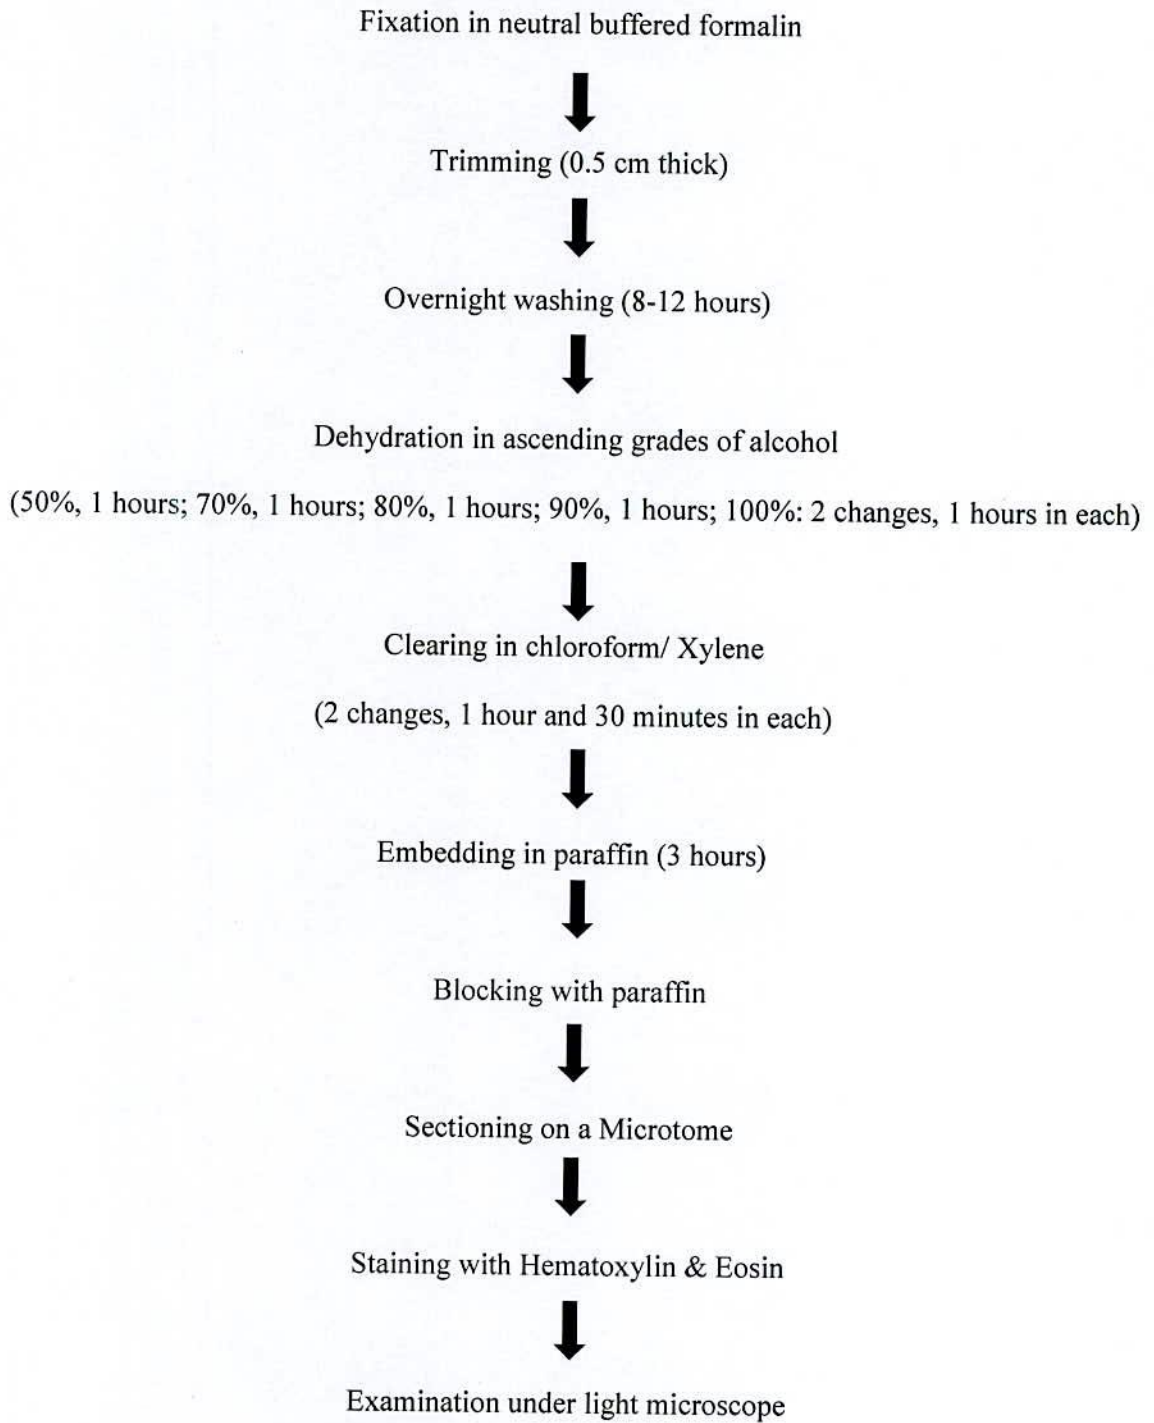 Fixation in neutral buffered formalin
Trimming (0.5 cm thick)
Overnight washing (8-12 hours)
Dehydration in ascending grades of alcohol
(50%, 1 hours; 70%, 1 hours; 80%, 1 hours; 90%, 1 hours; 100%: 2 changes, 1 hours in each)
Clearing in chloroform/ Xylene
(2 changes, 1 hour and 30 minutes in each)
Embedding in paraffin (3 hours)
Blocking with paraffin
Sectioning on a Microtome
Staining with Hematoxylin & Eosin
Examination under light microscope